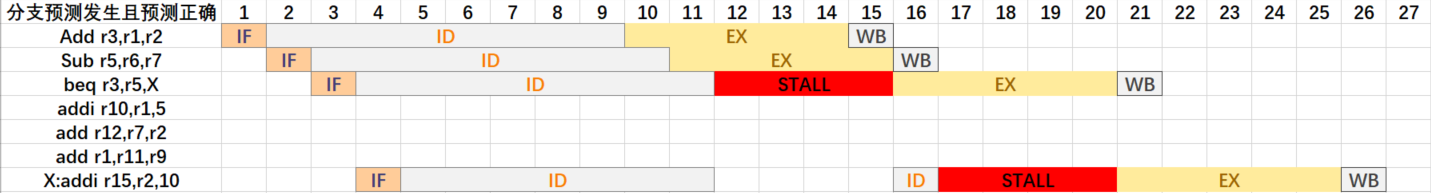 分支预测发生且预测正确 1 2 3 4 5 6 7 8 9 10 11 12 13 14 15 16 17 18 19 20 21 22 23 24 25 26 27
Add r3,r1,r2 IF ID EX WB
Sub r5,r6,r7 IF ID EX WB
beq r3,r5,X IF ID STALL EX WB
addi r10,r1,5
add r12,r7,r2
add r1,r11,r9
X:addi r15,r2,10 IF ID ID STALL EX WB